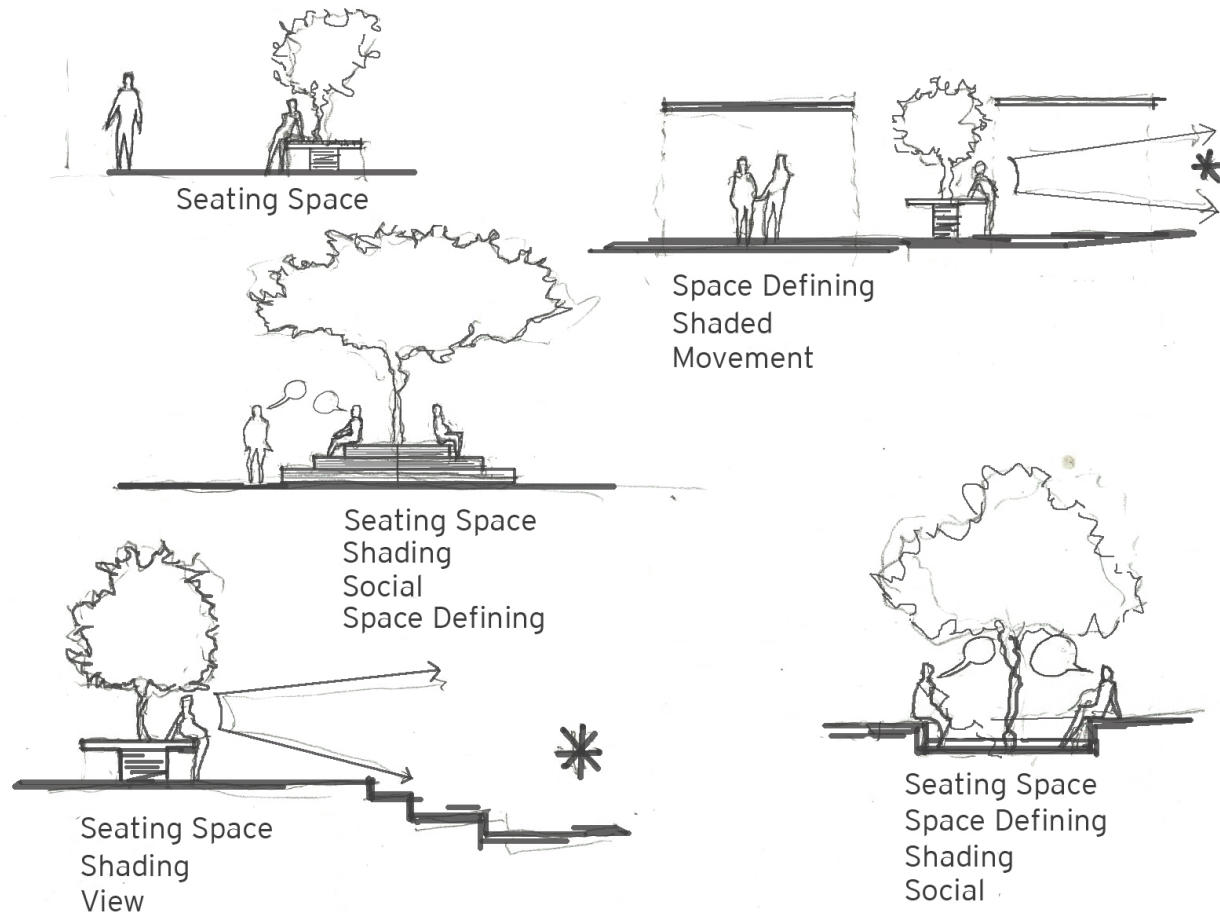 Seating Space
Space Defining
Shaded
Movement
Seating Space
Shading
Social
Space Defining
Seating Space
Shading
View
Seating Space
Space Defining
Shading
Social